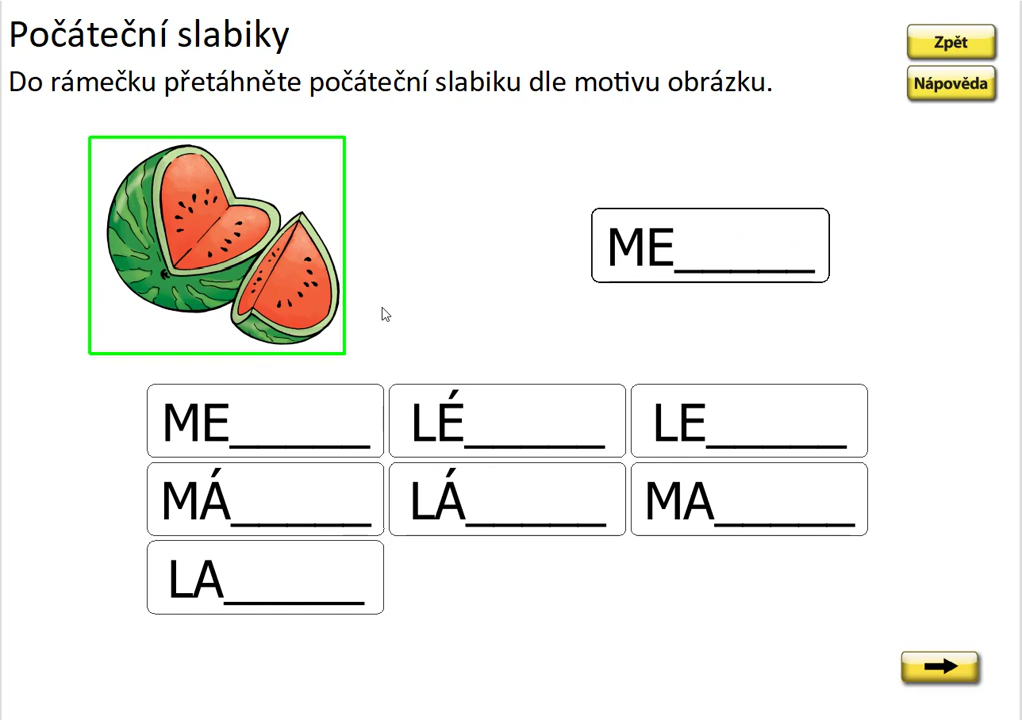 Počáteční slabiky
Zpět
Do rámečku přetáhněte počáteční slabiku dle motivu obrázku.
Nápověda
ME_____
ME_____ LÉ_____ LE_____
MÁ_____ LÁ_____ MA_____
LA_____